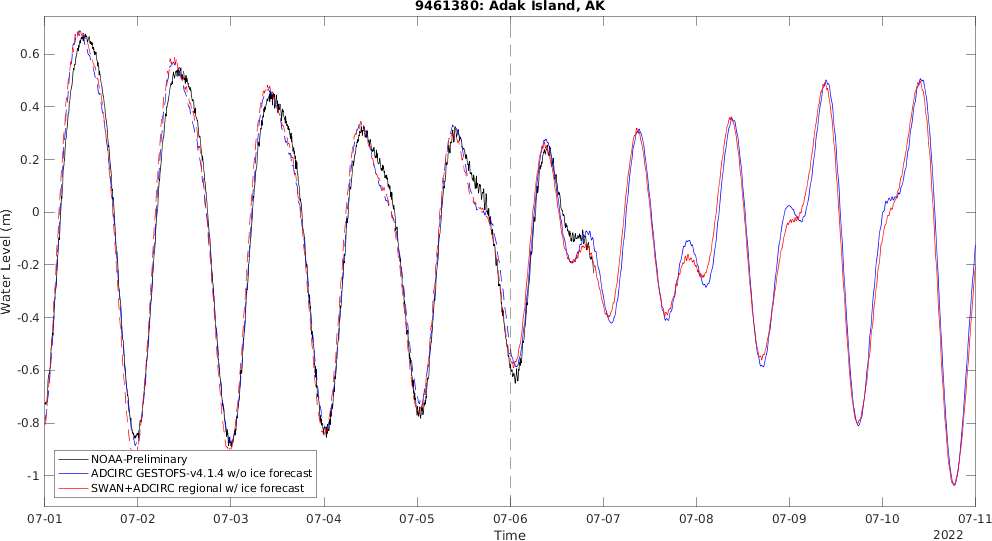 9461380: Adak Island, AK
Water Level (m)
0.6
0.4
0.2
0
-0.2
-0.4
-0.6
-0.8
-1
NOAA-Preliminary
ADCIRC GESTOFS-v4.1.4 w/o ice forecast
SWAN+ADCIRC regional w/ ice forecast
07-01 07-02 07-03 07-04 07-05 07-06 07-07 07-08 07-09 07-10 07-11
Time
2022